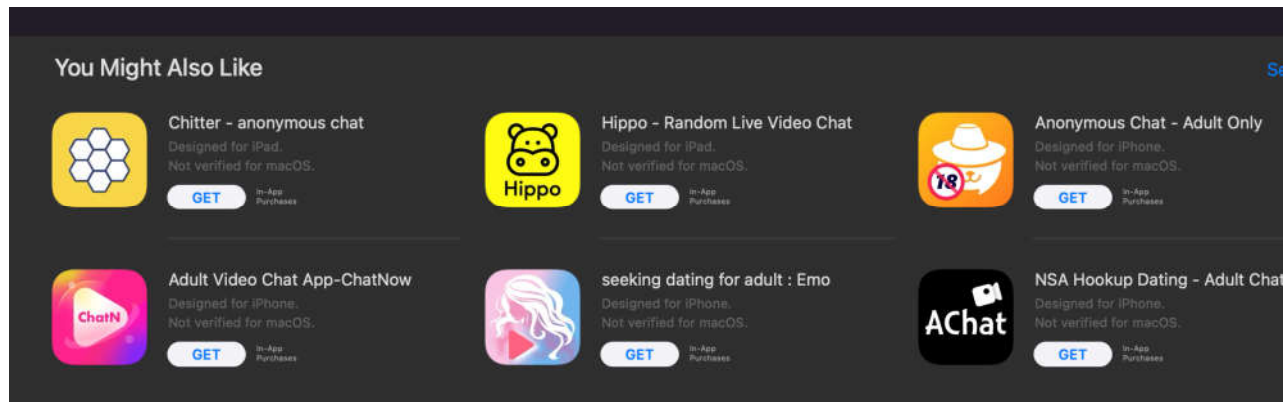 You Might Also Like
Se
Chitter - anonymous chat
Designed for iPad.
Not verified for macOS.
GET
In-App
Purchases
Hippo
Hippo - Random Live Video Chat
Designed for iPad.
Not verified for macOS.
GET
In-App
Purchases
18
Anonymous Chat - Adult Only
Designed for iPhone.
Not verified for macOS.
GET
In-App
Purchases
ChatN
Adult Video Chat App-ChatNow
Designed for iPhone.
Not verified for macOS.
GET
In-App
Purchases
seeking dating for adult : Emo
Designed for iPhone.
Not verified for macOS.
GET
In-App
Purchases
AChat
NSA Hookup Dating - Adult Chat
Designed for iPhone.
Not verified for macOS.
GET
In-App
Purchases